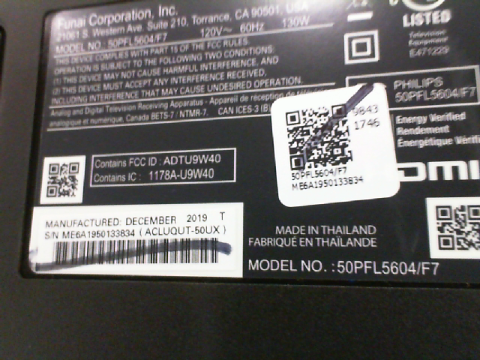 Funai Corporation, Inc.
21061 S. Western Ave, Suite 210, Torrance, CA 90501, USA
MODEL NO.: 50PFL5604/F7 120V~ 60Hz 130W
THIS DEVICE COMPLIES WITH PART 15 OF THE FCC RULES.
OPERATION IS SUBJECT TO THE FOLLOWING TWO CONDITIONS:
(1) THIS DEVICE MAY NOT CAUSE HARMFUL INTERFERENCE, AND
(2) THIS DEVICE MUST ACCEPT ANY INTERFERENCE RECEIVED,
INCLUDING INTERFERENCE THAT MAY CAUSE UNDESIRED OPERATION.
Analog and Digital Television Receiving Apparatus - Appareil de réception de
analogique et numérique, Canada BETS-7 / NTMR-7. CAN ICES-3 (B)
Contains FCC ID : ADTU9W40
Contains IC : 1178A-U9W40
MANUFACTURED: DECEMBER 2019 T
S/N ME6A1950133834 ( ACLUQUT-50UX )
LISTED
Television
Equipment
E471229
PHILIPS
50PFL5604/F7
Energy Verified
Rendement
Énergétique Vérifié
9843
1746
50PFL5604/F7
ME6A1950133834
MADE IN THAILAND
FABRIQUÉ EN THAÏLANDE
MODEL NO. : 50PFL5604/F7